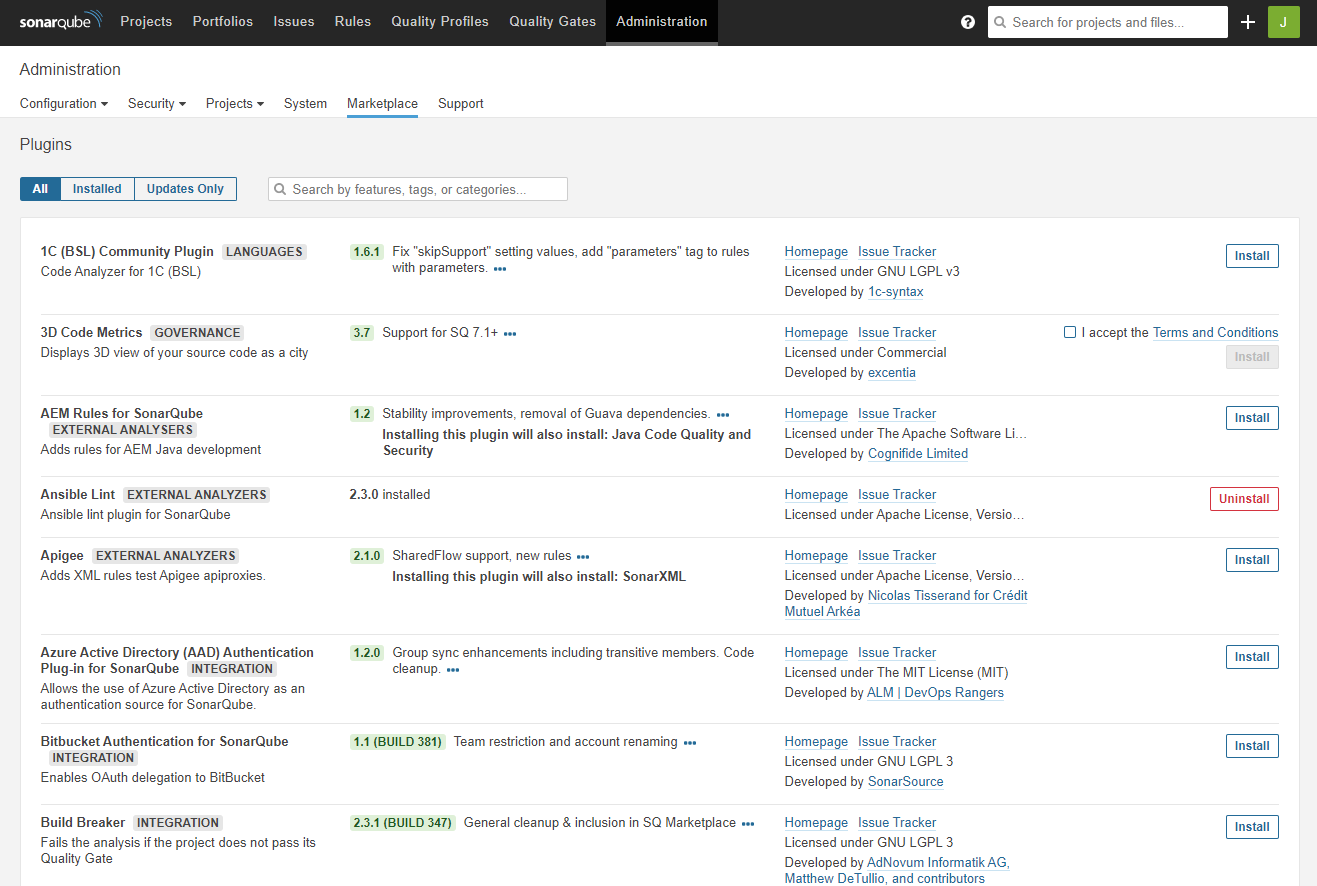 sonarqube Projects Portfolios Issues Rules Quality Profiles Quality Gates Administration ? Search for projects and files... + J
Administration
Configuration Security Projects System Marketplace Support
Plugins
All Installed Updates Only Search by features, tags, or categories...
1C (BSL) Community Plugin LANGUAGES 1.6.1 Fix "skipSupport" setting values, add "parameters" tag to rules Homepage Issue Tracker Install
Code Analyzer for 1C (BSL) with parameters. ••• Licensed under GNU LGPL v3
Developed by 1c-syntax
3D Code Metrics GOVERNANCE 3.7 Support for SQ 7.1+ ••• Homepage Issue Tracker I accept the Terms and Conditions
Displays 3D view of your source code as a city Licensed under Commercial Install
Developed by excentia
AEM Rules for SonarQube 1.2 Stability improvements, removal of Guava dependencies. ••• Homepage Issue Tracker Install
EXTERNAL ANALYSERS Installing this plugin will also install: Java Code Quality and Licensed under The Apache Software Li…
Adds rules for AEM Java development Security Developed by Cognifide Limited
Ansible Lint EXTERNAL ANALYZERS 2.3.0 installed Homepage Issue Tracker Uninstall
Ansible lint plugin for SonarQube Licensed under Apache License, Versio…
Apigee EXTERNAL ANALYZERS 2.1.0 SharedFlow support, new rules ••• Homepage Issue Tracker Install
Adds XML rules test Apigee apiproxies. Installing this plugin will also install: SonarXML Licensed under Apache License, Versio…
Developed by Nicolas Tisserand for Crédit
Mutuel Arkéa
Azure Active Directory (AAD) Authentication 1.2.0 Group sync enhancements including transitive members. Code Homepage Issue Tracker Install
Plug-in for SonarQube INTEGRATION cleanup. ••• Licensed under The MIT License (MIT)
Allows the use of Azure Active Directory as an Developed by ALM | DevOps Rangers
authentication source for SonarQube.
Bitbucket Authentication for SonarQube 1.1 (BUILD 381) Team restriction and account renaming ••• Homepage Issue Tracker Install
INTEGRATION Licensed under GNU LGPL 3
Enables OAuth delegation to BitBucket Developed by SonarSource
Build Breaker INTEGRATION 2.3.1 (BUILD 347) General cleanup & inclusion in SQ Marketplace ••• Homepage Issue Tracker Install
Fails the analysis if the project does not pass its Licensed under GNU LGPL 3
Quality Gate Developed by AdNovum Informatik AG,
Matthew DeTullio, and contributors